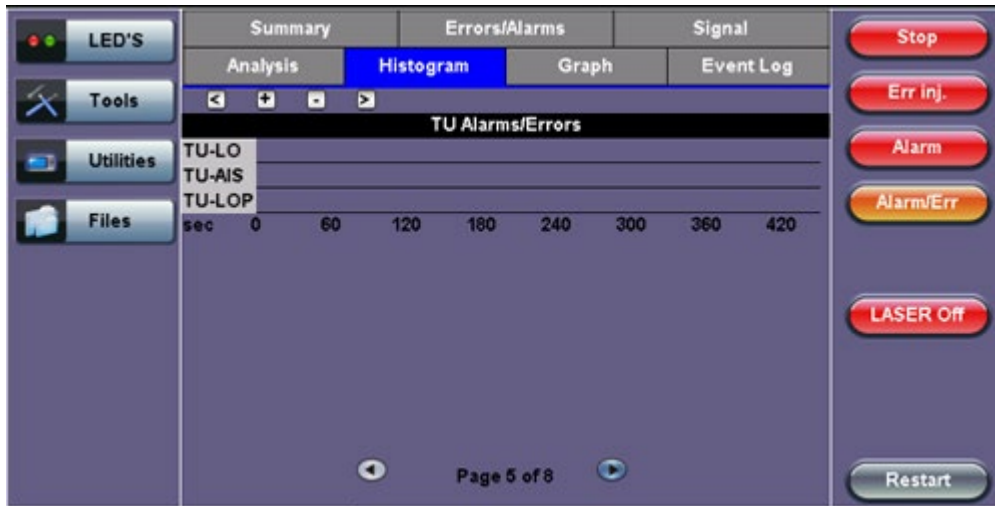 LED'S
Tools
Utilities
Files
Summary Errors/Alarms Signal
Analysis Histogram Graph Event Log
< + - >
TU Alarms/Errors
TU-LO
TU-AIS
TU-LOP
sec 0 60 120 180 240 300 360 420
Page 5 of 8
Stop
Err inj.
Alarm
Alarm/Err
LASER Off
Restart